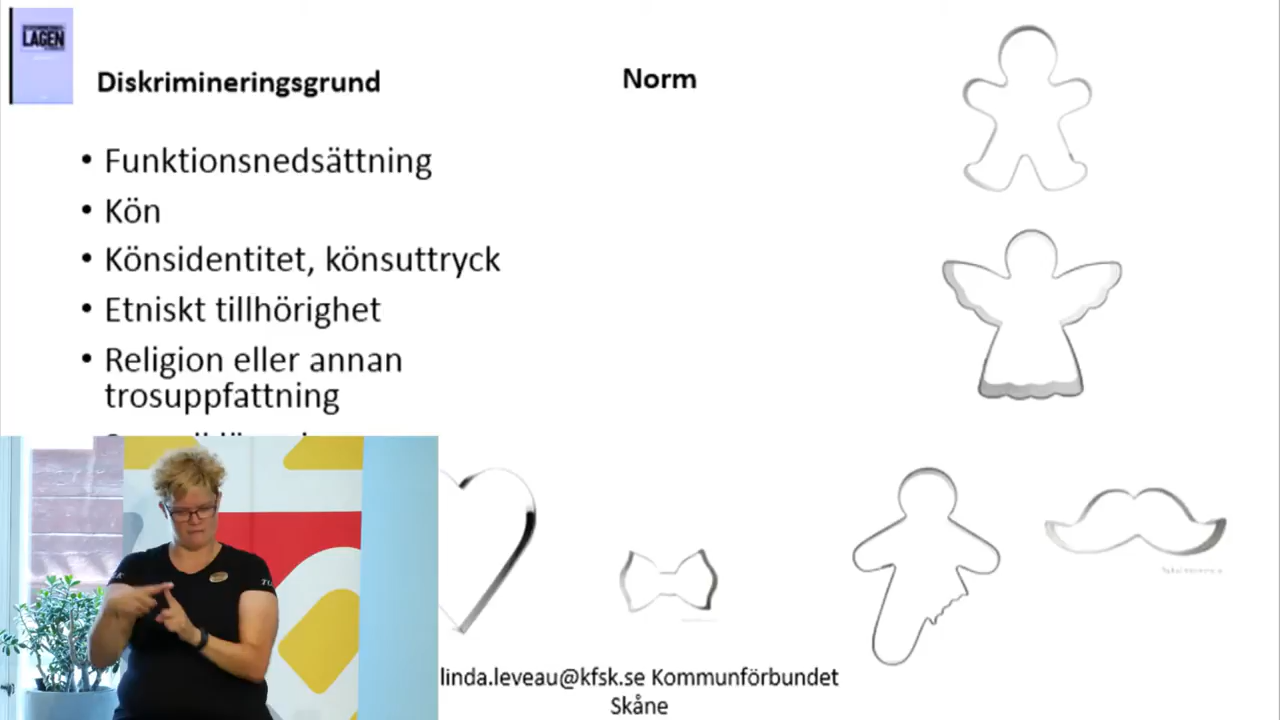 LAGEN
Diskrimineringsgrund
Norm
• Funktionsnedsättning
• Kön
• Könsidentitet, könsuttryck
• Etniskt tillhörighet
• Religion eller annan
trosuppfattning
linda.leveau@kfsk.se Kommunförbundet
Skåne